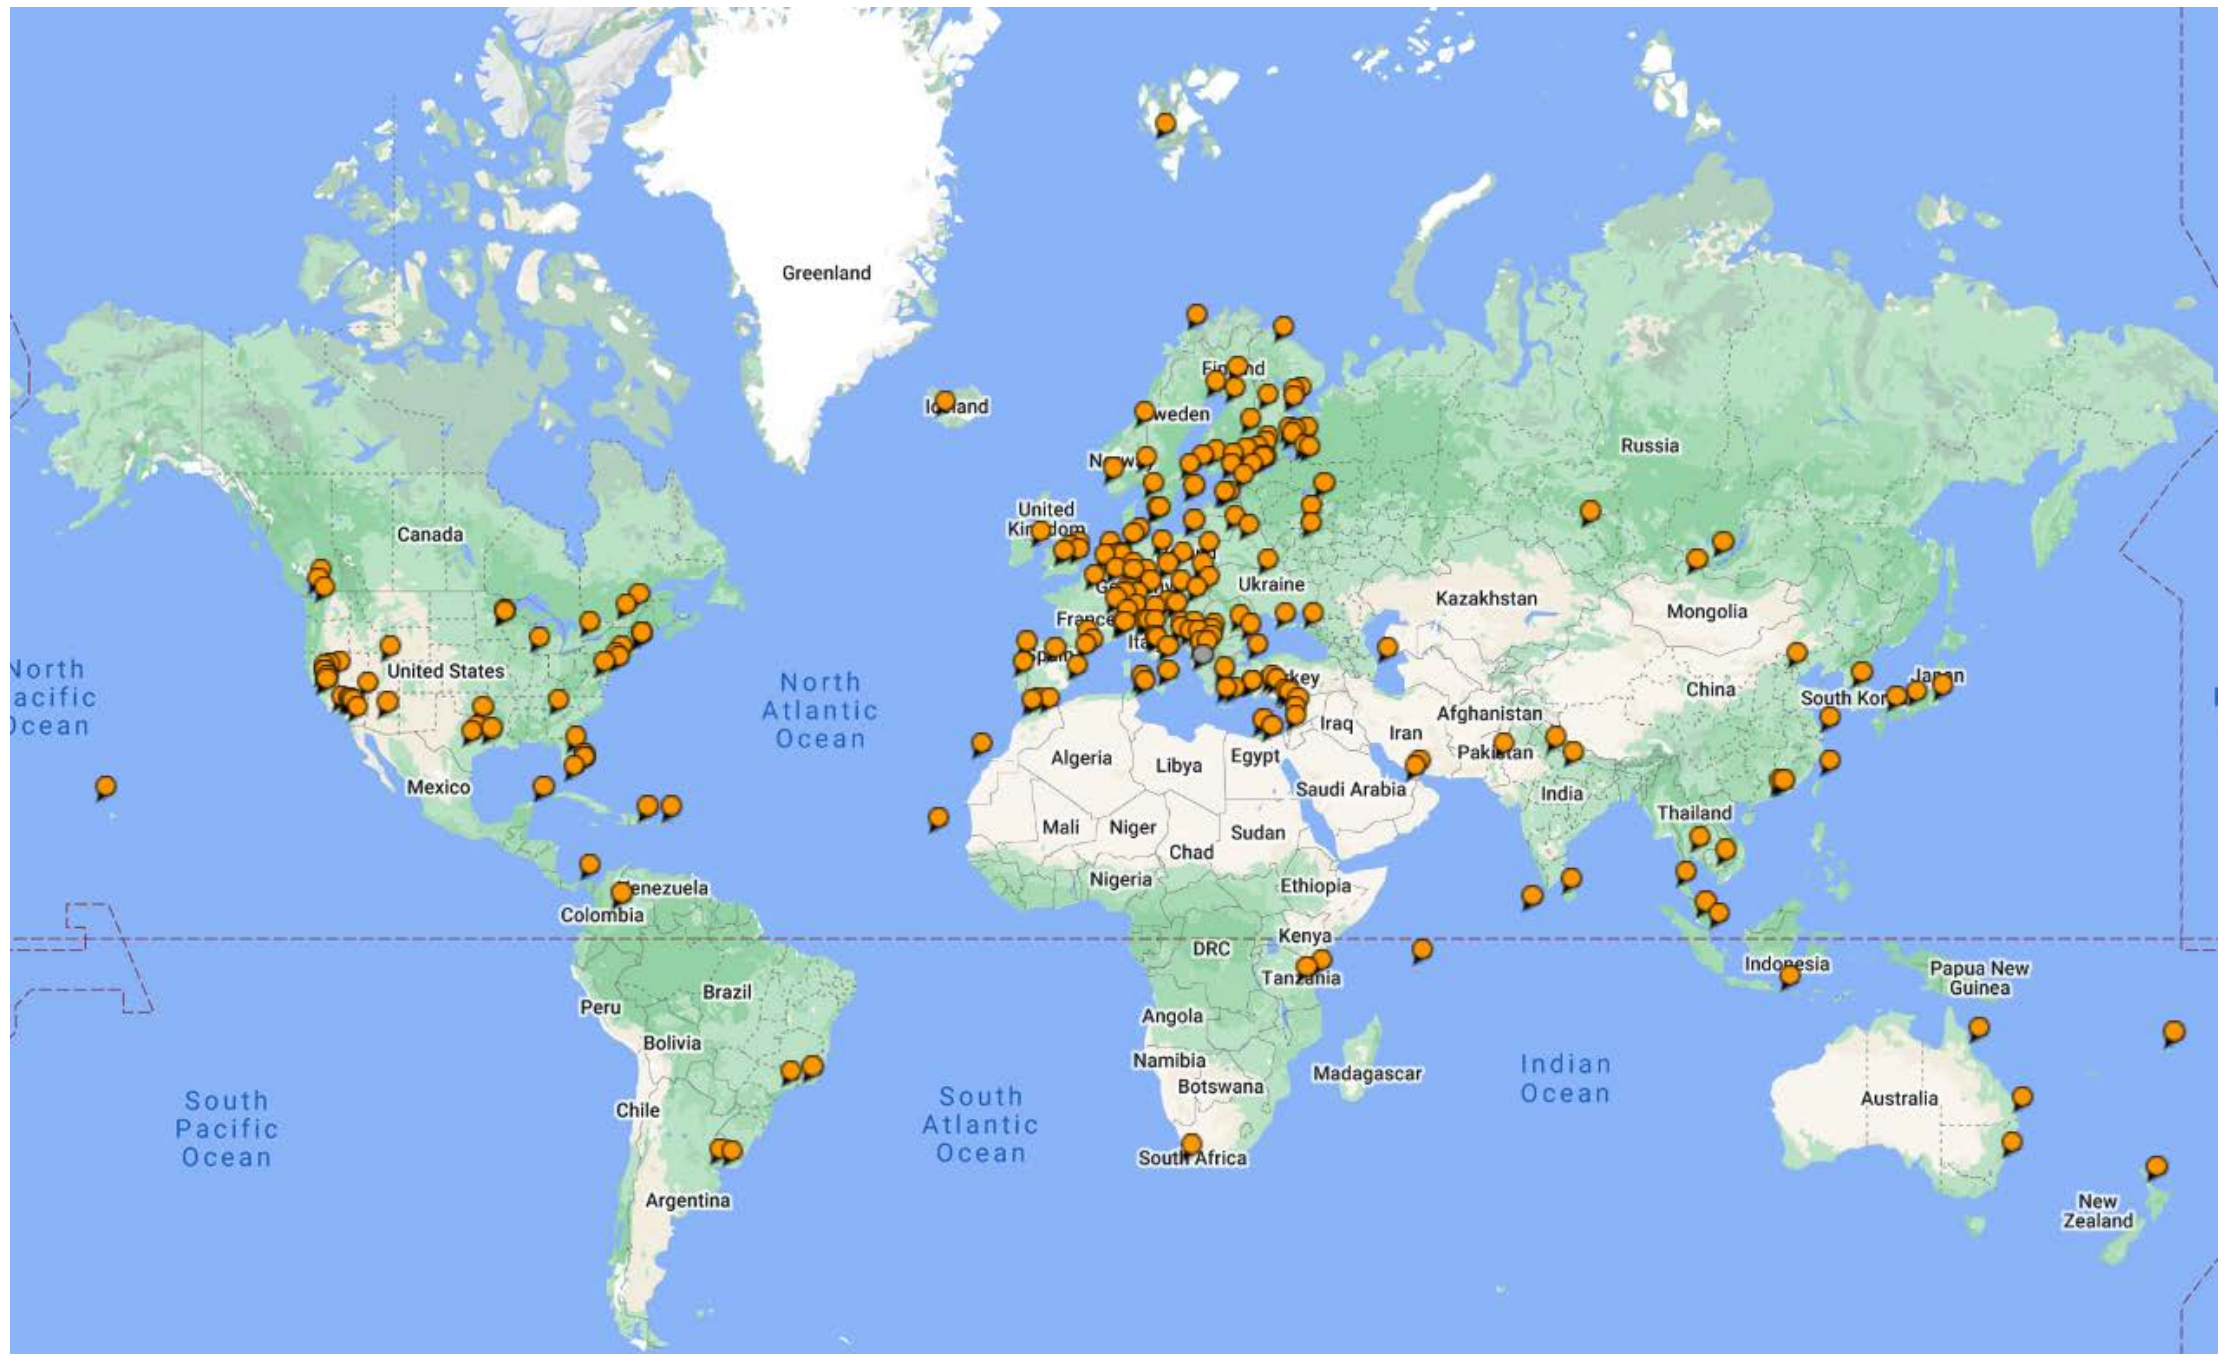 Greenland
Iceland
Finland
Sweden
Russia
Norway
United
Kingdom
Canada
Ukraine
Kazakhstan
Mongolia
France
North
acific
Ocean
United States
North
Atlantic
Ocean
Turkey
China
Japan
South Kor
Afghanistan
Iraq
Iran
Pakistan
Algeria
Libya
Egypt
Mexico
Saudi Arabia
India
Thailand
Mali
Niger
Sudan
Chad
Nigeria
Ethiopia
Venezuela
Colombia
Kenya
DRC
Indonesia
Papua New
Guinea
Tanzania
Brazil
Peru
Angola
Bolivia
Namibia
Botswana
Madagascar
Indian
Ocean
South
Pacific
Ocean
Chile
South
Atlantic
Ocean
Australia
South Africa
Argentina
New
Zealand